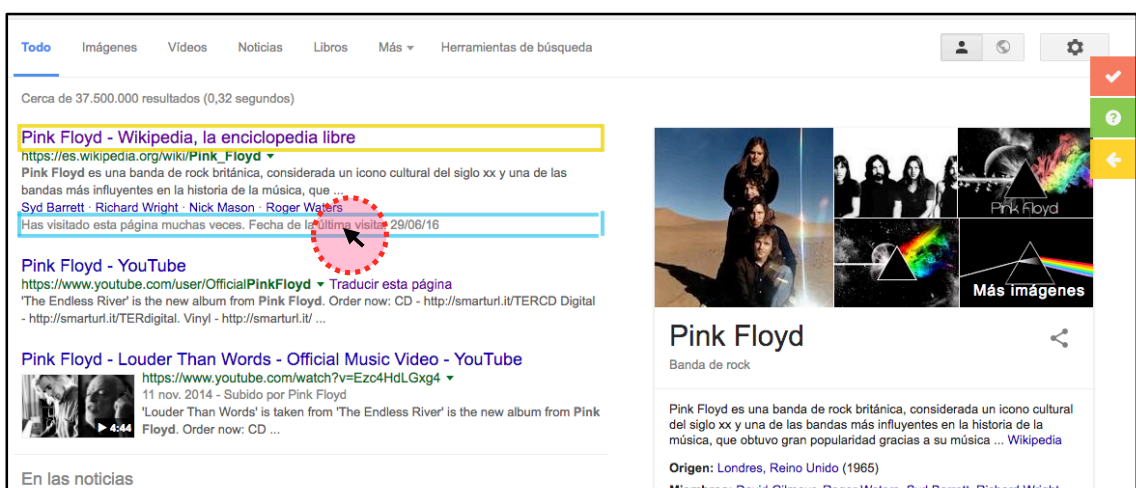 Todo Imágenes Vídeos Noticias Libros Más Herramientas de búsqueda
Cerca de 37.500.000 resultados (0,32 segundos)
Pink Floyd - Wikipedia, la enciclopedia libre
https://es.wikipedia.org/wiki/Pink_Floyd
Pink Floyd es una banda de rock británica, considerada un icono cultural del siglo xx y una de las
bandas más influyentes en la historia de la música, que ...
Syd Barrett · Richard Wright · Nick Mason · Roger Waters
Has visitado esta página muchas veces. Fecha de la última visita: 29/06/16
Pink Floyd - YouTube
https://www.youtube.com/user/OfficialPinkFloyd Traducir esta página
'The Endless River' is the new album from Pink Floyd. Order now: CD - http://smarturl.it/TERCD Digital
- http://smarturl.it/TERdigital. Vinyl - http://smarturl.it/ ...
Pink Floyd - Louder Than Words - Official Music Video - YouTube
https://www.youtube.com/watch?v=Ezc4HdLGxg4
11 nov. 2014 - Subido por Pink Floyd
'Louder Than Words' is taken from 'The Endless River' is the new album from Pink
4:44
Floyd. Order now: CD ...
En las noticias
Pink Floyd
Más imágenes
Pink Floyd
Banda de rock
Pink Floyd es una banda de rock británica, considerada un icono cultural
del siglo xx y una de las bandas más influyentes en la historia de la
música, que obtuvo gran popularidad gracias a su música ... Wikipedia
Origen: Londres, Reino Unido (1965)
Miembros: David Gilmour, Roger Waters, Syd Barrett, Richard Wright